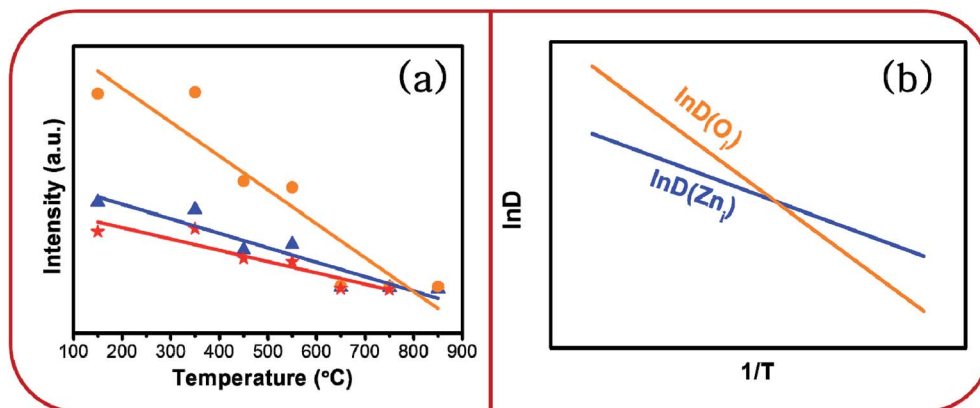 (a)
Intensity (a.u.)
100 200 300 400 500 600 700 800 900
Temperature (°C)
(b)
lnD
lnD(Oi)
lnD(Zni)
1/T